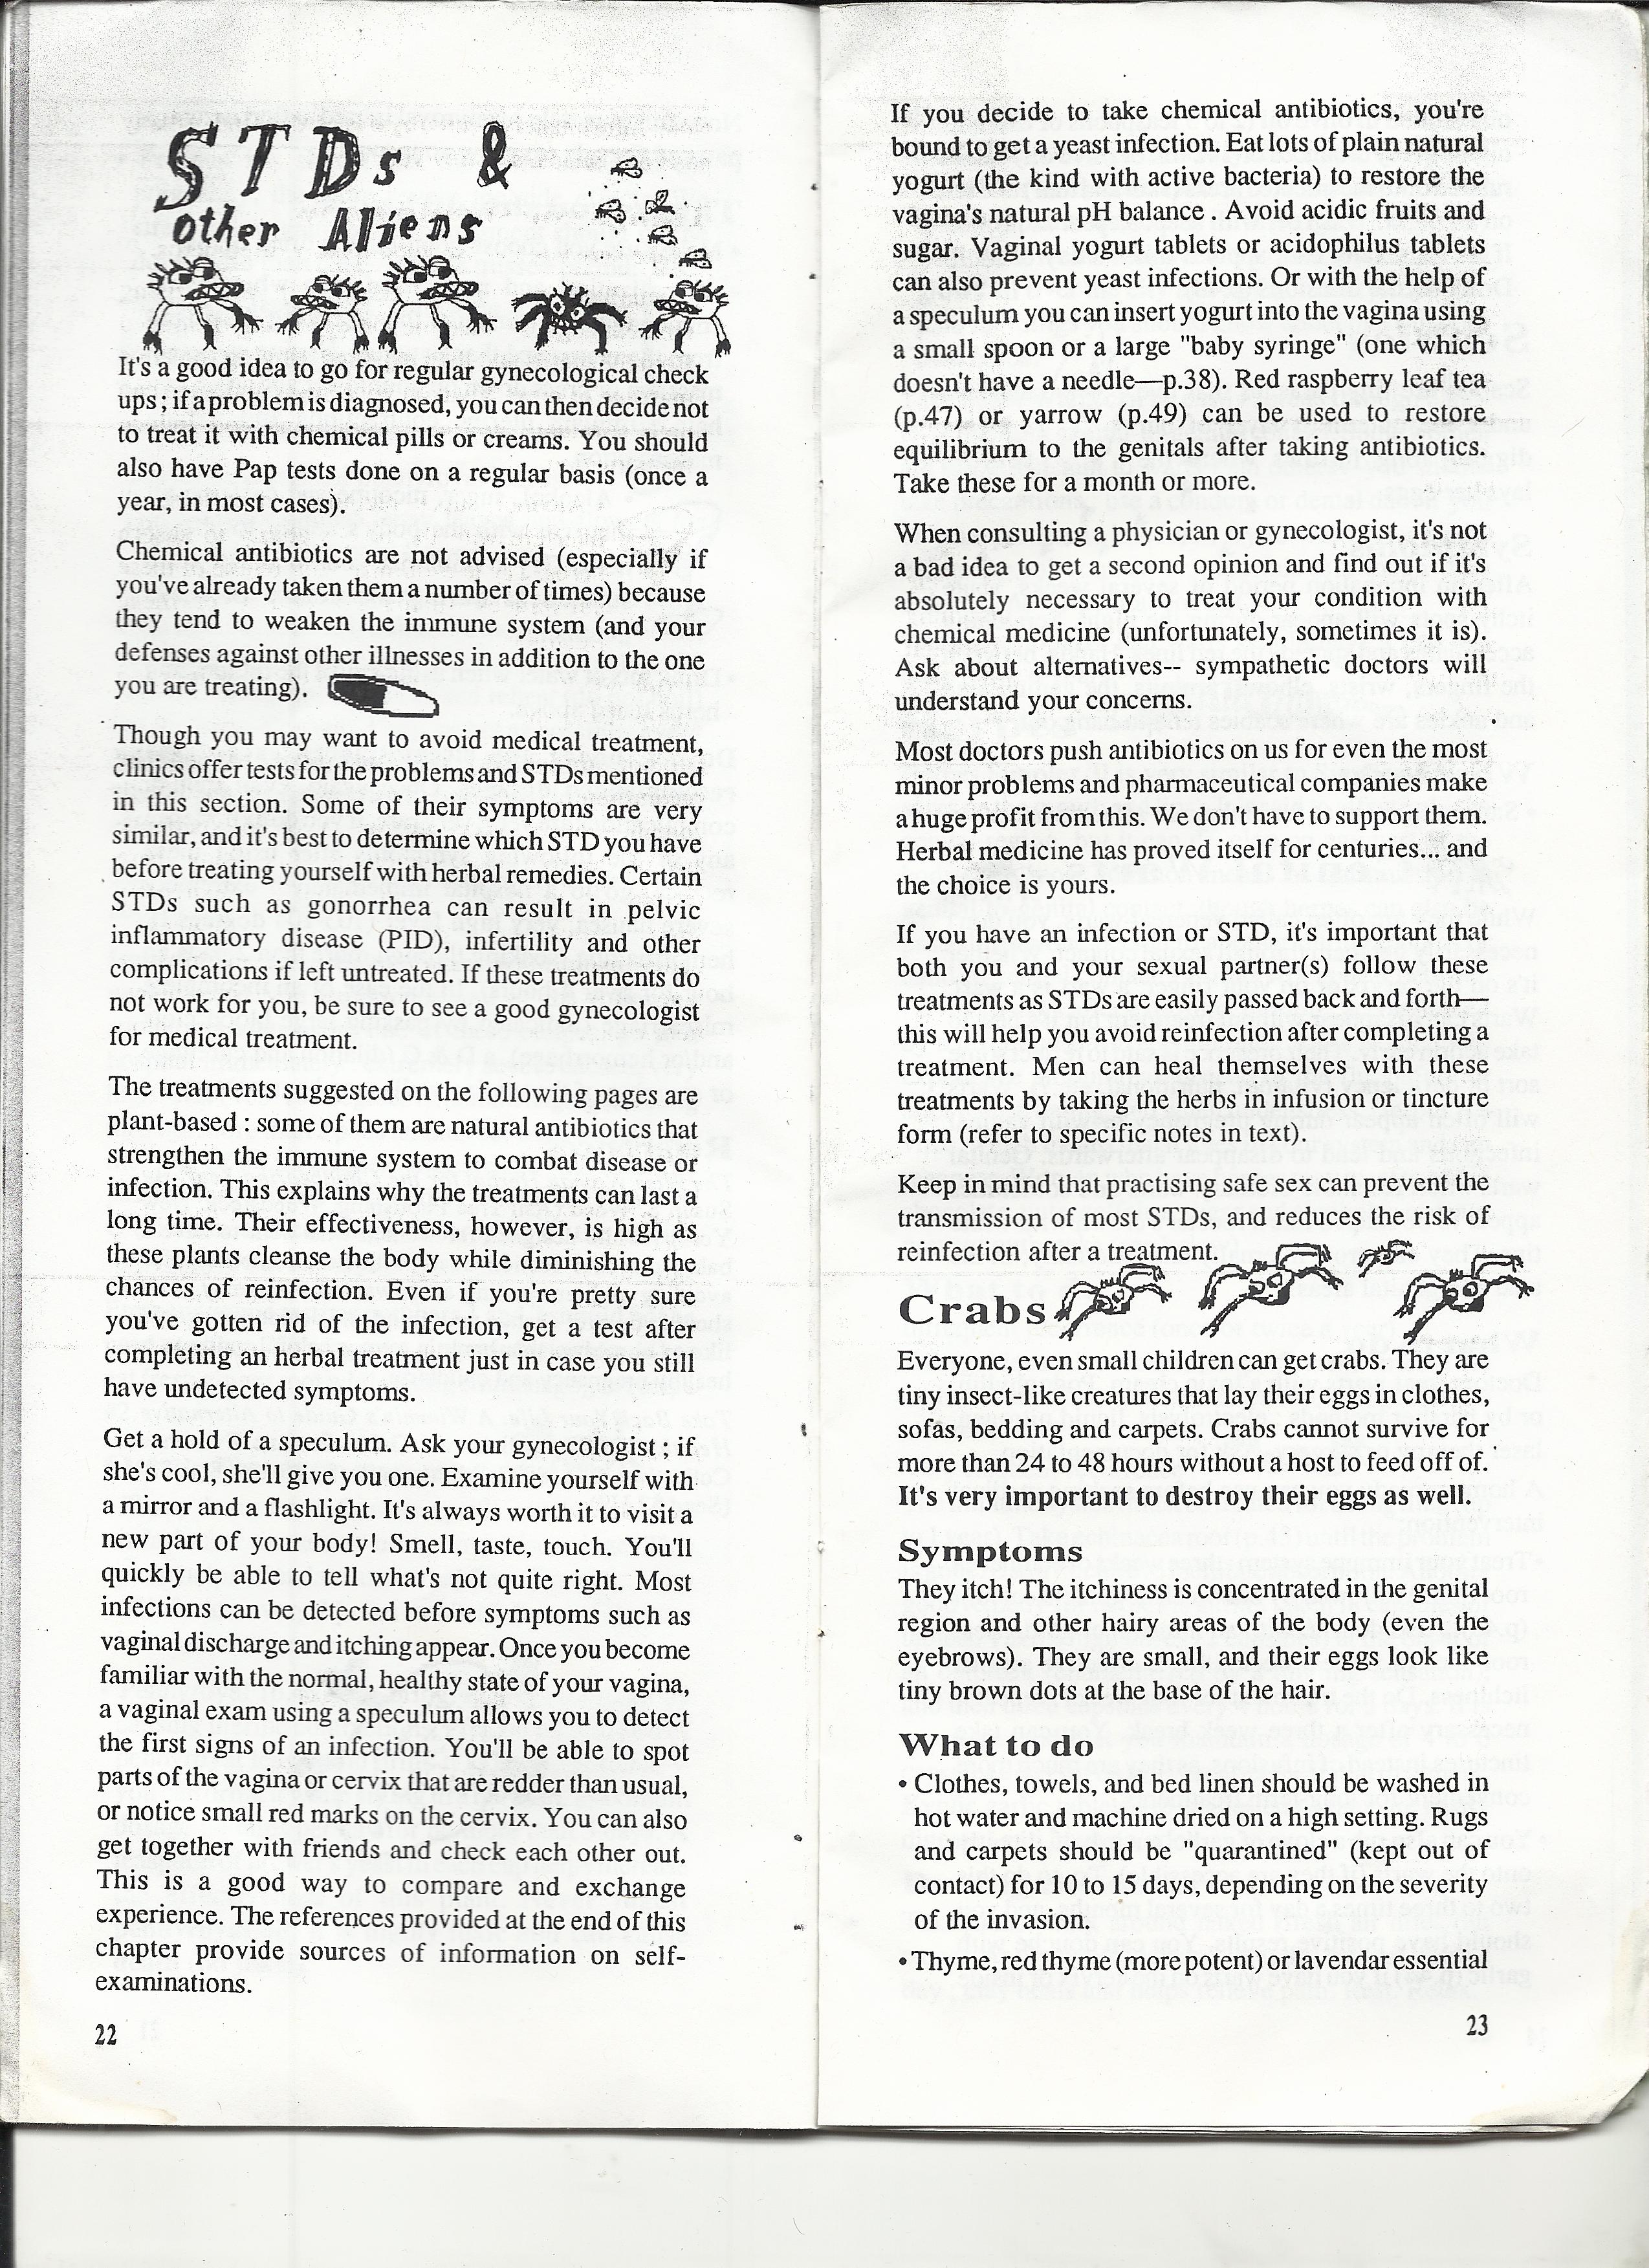 STDs &
other Aliens
It's a good idea to go for regular gynecological check
ups ; if a problem is diagnosed, you can then decide not
to treat it with chemical pills or creams. You should
also have Pap tests done on a regular basis (once a
year, in most cases).
Chemical antibiotics are not advised (especially if
you've already taken them a number of times) because
they tend to weaken the immune system (and your
defenses against other illnesses in addition to the one
you are treating).
Though you may want to avoid medical treatment,
clinics offer tests for the problems and STDs mentioned
in this section. Some of their symptoms are very
similar, and it's best to determine which STD you have
before treating yourself with herbal remedies. Certain
STDs such as gonorrhea can result in pelvic
inflammatory disease (PID), infertility and other
complications if left untreated. If these treatments do
not work for you, be sure to see a good gynecologist
for medical treatment.
The treatments suggested on the following pages are
plant-based : some of them are natural antibiotics that
strengthen the immune system to combat disease or
infection. This explains why the treatments can last a
long time. Their effectiveness, however, is high as
these plants cleanse the body while diminishing the
chances of reinfection. Even if you're pretty sure
you've gotten rid of the infection, get a test after
completing an herbal treatment just in case you still
have undetected symptoms.
Get a hold of a speculum. Ask your gynecologist ; if
she's cool, she'll give you one. Examine yourself with
a mirror and a flashlight. It's always worth it to visit a
new part of your body! Smell, taste, touch. You'll
quickly be able to tell what's not quite right. Most
infections can be detected before symptoms such as
vaginal discharge and itching appear. Once you become
familiar with the normal, healthy state of your vagina,
a vaginal exam using a speculum allows you to detect
the first signs of an infection. You'll be able to spot
parts of the vagina or cervix that are redder than usual,
or notice small red marks on the cervix. You can also
get together with friends and check each other out.
This is a good way to compare and exchange
experience. The references provided at the end of this
chapter provide sources of information on self-
examinations.
22
If you decide to take chemical antibiotics, you're
bound to get a yeast infection. Eat lots of plain natural
yogurt (the kind with active bacteria) to restore the
vagina's natural pH balance . Avoid acidic fruits and
sugar. Vaginal yogurt tablets or acidophilus tablets
can also prevent yeast infections. Or with the help of
a speculum you can insert yogurt into the vagina using
a small spoon or a large "baby syringe" (one which
doesn't have a needle—p.38). Red raspberry leaf tea
(p.47) or yarrow (p.49) can be used to restore
equilibrium to the genitals after taking antibiotics.
Take these for a month or more.
When consulting a physician or gynecologist, it's not
a bad idea to get a second opinion and find out if it's
absolutely necessary to treat your condition with
chemical medicine (unfortunately, sometimes it is).
Ask about alternatives-- sympathetic doctors will
understand your concerns.
Most doctors push antibiotics on us for even the most
minor problems and pharmaceutical companies make
a huge profit from this. We don't have to support them.
Herbal medicine has proved itself for centuries... and
the choice is yours.
If you have an infection or STD, it's important that
both you and your sexual partner(s) follow these
treatments as STDs are easily passed back and forth—
this will help you avoid reinfection after completing a
treatment. Men can heal themselves with these
treatments by taking the herbs in infusion or tincture
form (refer to specific notes in text).
Keep in mind that practising safe sex can prevent the
transmission of most STDs, and reduces the risk of
reinfection after a treatment.
Crabs
Everyone, even small children can get crabs. They are
tiny insect-like creatures that lay their eggs in clothes,
sofas, bedding and carpets. Crabs cannot survive for
more than 24 to 48 hours without a host to feed off of.
It's very important to destroy their eggs as well.
Symptoms
They itch! The itchiness is concentrated in the genital
region and other hairy areas of the body (even the
eyebrows). They are small, and their eggs look like
tiny brown dots at the base of the hair.
What to do
• Clothes, towels, and bed linen should be washed in
hot water and machine dried on a high setting. Rugs
and carpets should be "quarantined" (kept out of
contact) for 10 to 15 days, depending on the severity
of the invasion.
• Thyme, red thyme (more potent) or lavendar essential
23